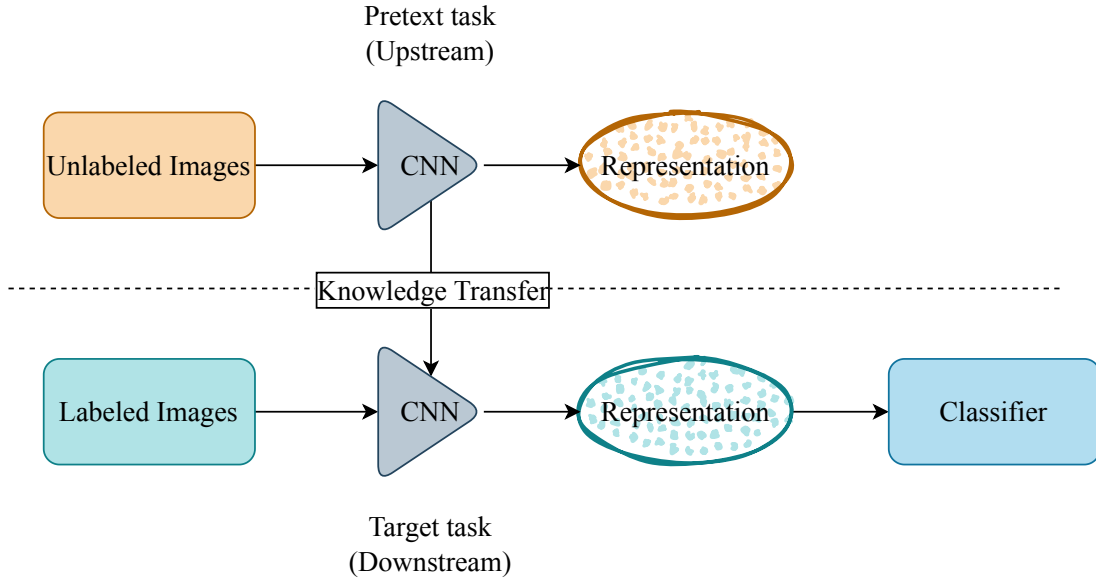 Pretext task
(Upstream)
Unlabeled Images
CNN
Representation
Knowledge Transfer
Labeled Images
CNN
Representation
Classifier
Target task
(Downstream)